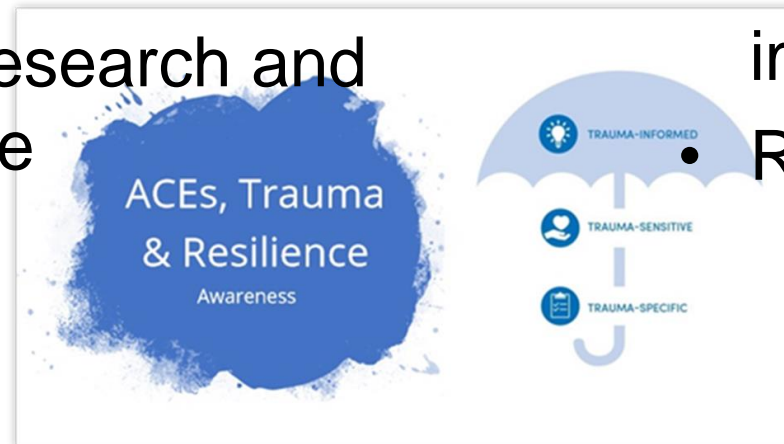 esearch and
e
ACEs, Trauma
& Resilience
Awareness
TRAUMA-INFORMED
TRAUMA-SENSITIVE
TRAUMA-SPECIFIC
in
• R